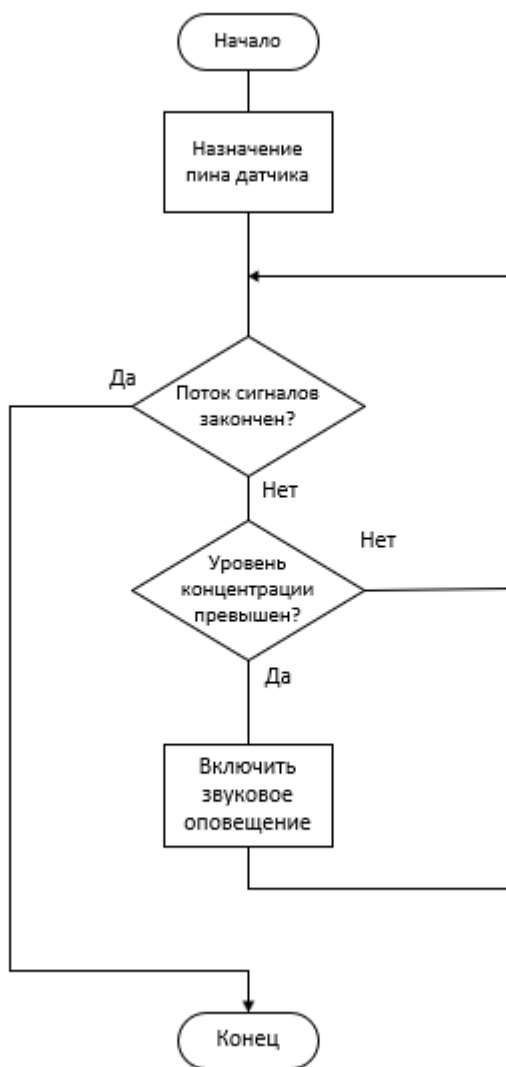 Начало
Назначение
пина датчика
Да
Поток сигналов
закончен?
Нет
Нет
Уровень
концентрации
превышен?
Да
Включить
звуковое
оповещение
Конец